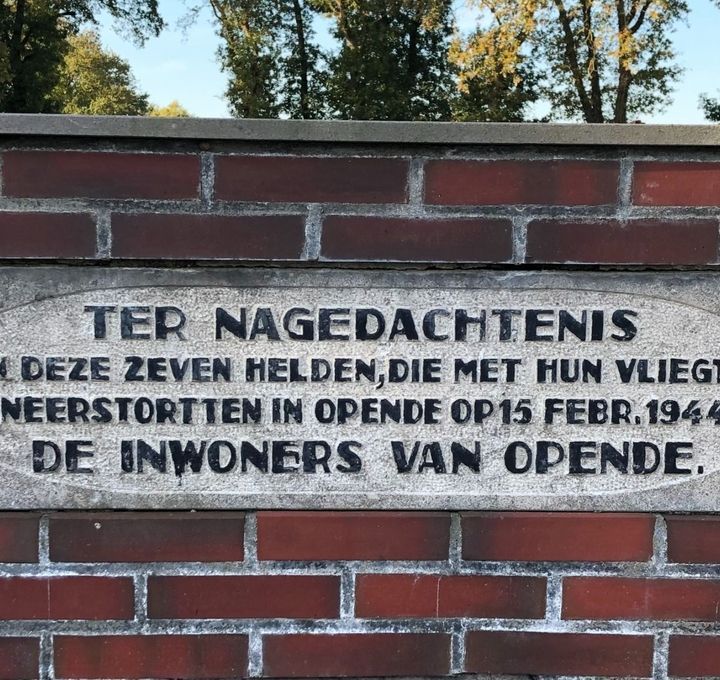 TER NAGEDACHTENIS
DEZE ZEVEN HELDEN, DIE MET HUN VLIEGT
NEERSTORTTEN IN OPENDE OP 15 FEBR. 1944
DE INWONERS VAN OPENDE.